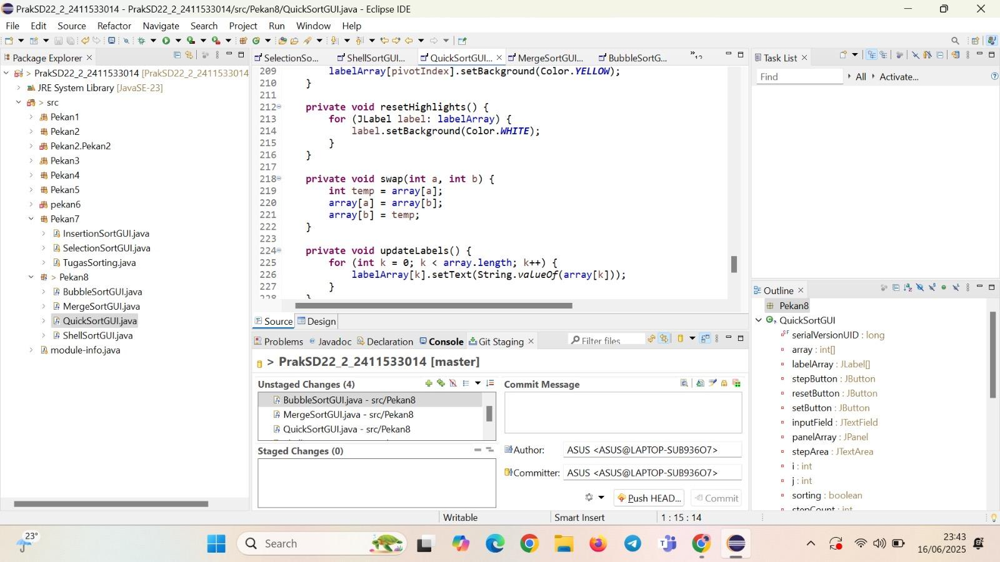 PrakSD22_2_2411533014 - PrakSD22_2_2411533014/src/Pekan8/QuickSortGUI.java - Eclipse IDE
File Edit Source Refactor Navigate Search Project Run Window Help
Package Explorer
> PrakSD22_2_2411533014 [PrakSD22_2_2411533014
JRE System Library [JavaSE-23]
> src
Pekan1
Pekan2
Pekan2.Pekan2
Pekan3
Pekan4
Pekan5
pekan6
Pekan7
InsertionSortGUI.java
SelectionSortGUI.java
TugasSorting.java
> Pekan8
BubbleSortGUI.java
MergeSortGUI.java
QuickSortGUI.java
ShellSortGUI.java
module-info.java
SelectionSo... ShellSortGUI... QuickSortGUI... MergeSortGUI... BubbleSortG... »12
209 labelArray[pivotIndex].setBackground(Color.YELLOW);
210 }
211
212 private void resetHighlights() {
213 for (JLabel label: labelArray) {
214 label.setBackground(Color.WHITE);
215 }
216 }
217
218 private void swap(int a, int b) {
219 int temp = array[a];
220 array[a] = array[b];
221 array[b] = temp;
222 }
223
224 private void updateLabels() {
225 for (int k = 0; k < array.length; k++) {
226 labelArray[k].setText(String.valueOf(array[k]));
227 }
228 }
Source Design
Problems Javadoc Declaration Console Git Staging
Filter files
> PrakSD22_2_2411533014 [master]
Unstaged Changes (4)
BubbleSortGUI.java - src/Pekan8
MergeSortGUI.java - src/Pekan8
QuickSortGUI.java - src/Pekan8
Staged Changes (0)
Commit Message
Author: ASUS <ASUS@LAPTOP-SUB936O7>
Committer: ASUS <ASUS@LAPTOP-SUB936O7>
Push HEAD... Commit
Task List
Find All Activate...
Outline
Pekan8
QuickSortGUI
serialVersionUID : long
array : int[]
labelArray : JLabel[]
stepButton : JButton
resetButton : JButton
setButton : JButton
inputField : JTextField
panelArray : JPanel
stepArea : JTextArea
i : int
j : int
sorting : boolean
stepCount : int
Writable Smart Insert 1 : 15 : 14
23°
Search
23:43
16/06/2025